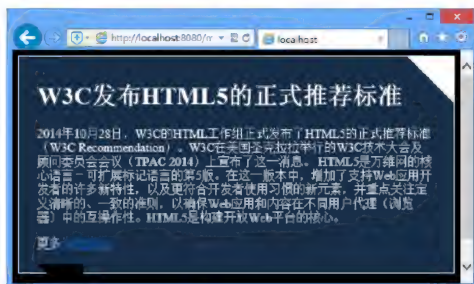 http://localhost:8080/
localhost
W3C发布HTML5的正式推荐标准
2014年10月28日，W3C的HTML工作组正式发布了HTML5的正式推荐标准
（W3C Recommendation）。W3C在美国圣克拉拉举行的W3C技术大会及
顾问委员会会议（TPAC 2014）上宣布了这一消息。HTML5是万维网的核
心语言－可扩展标记语言的第5版。在这一版本中，增加了支持Web应用开
发者的许多新特性，以及更符合开发者使用习惯的新元素，并重点关注定
义清晰的、一致的准则，以确保Web应用和内容在不同用户代理（浏览
器）中的互操作性。HTML5是构建开放Web平台的核心。
更多